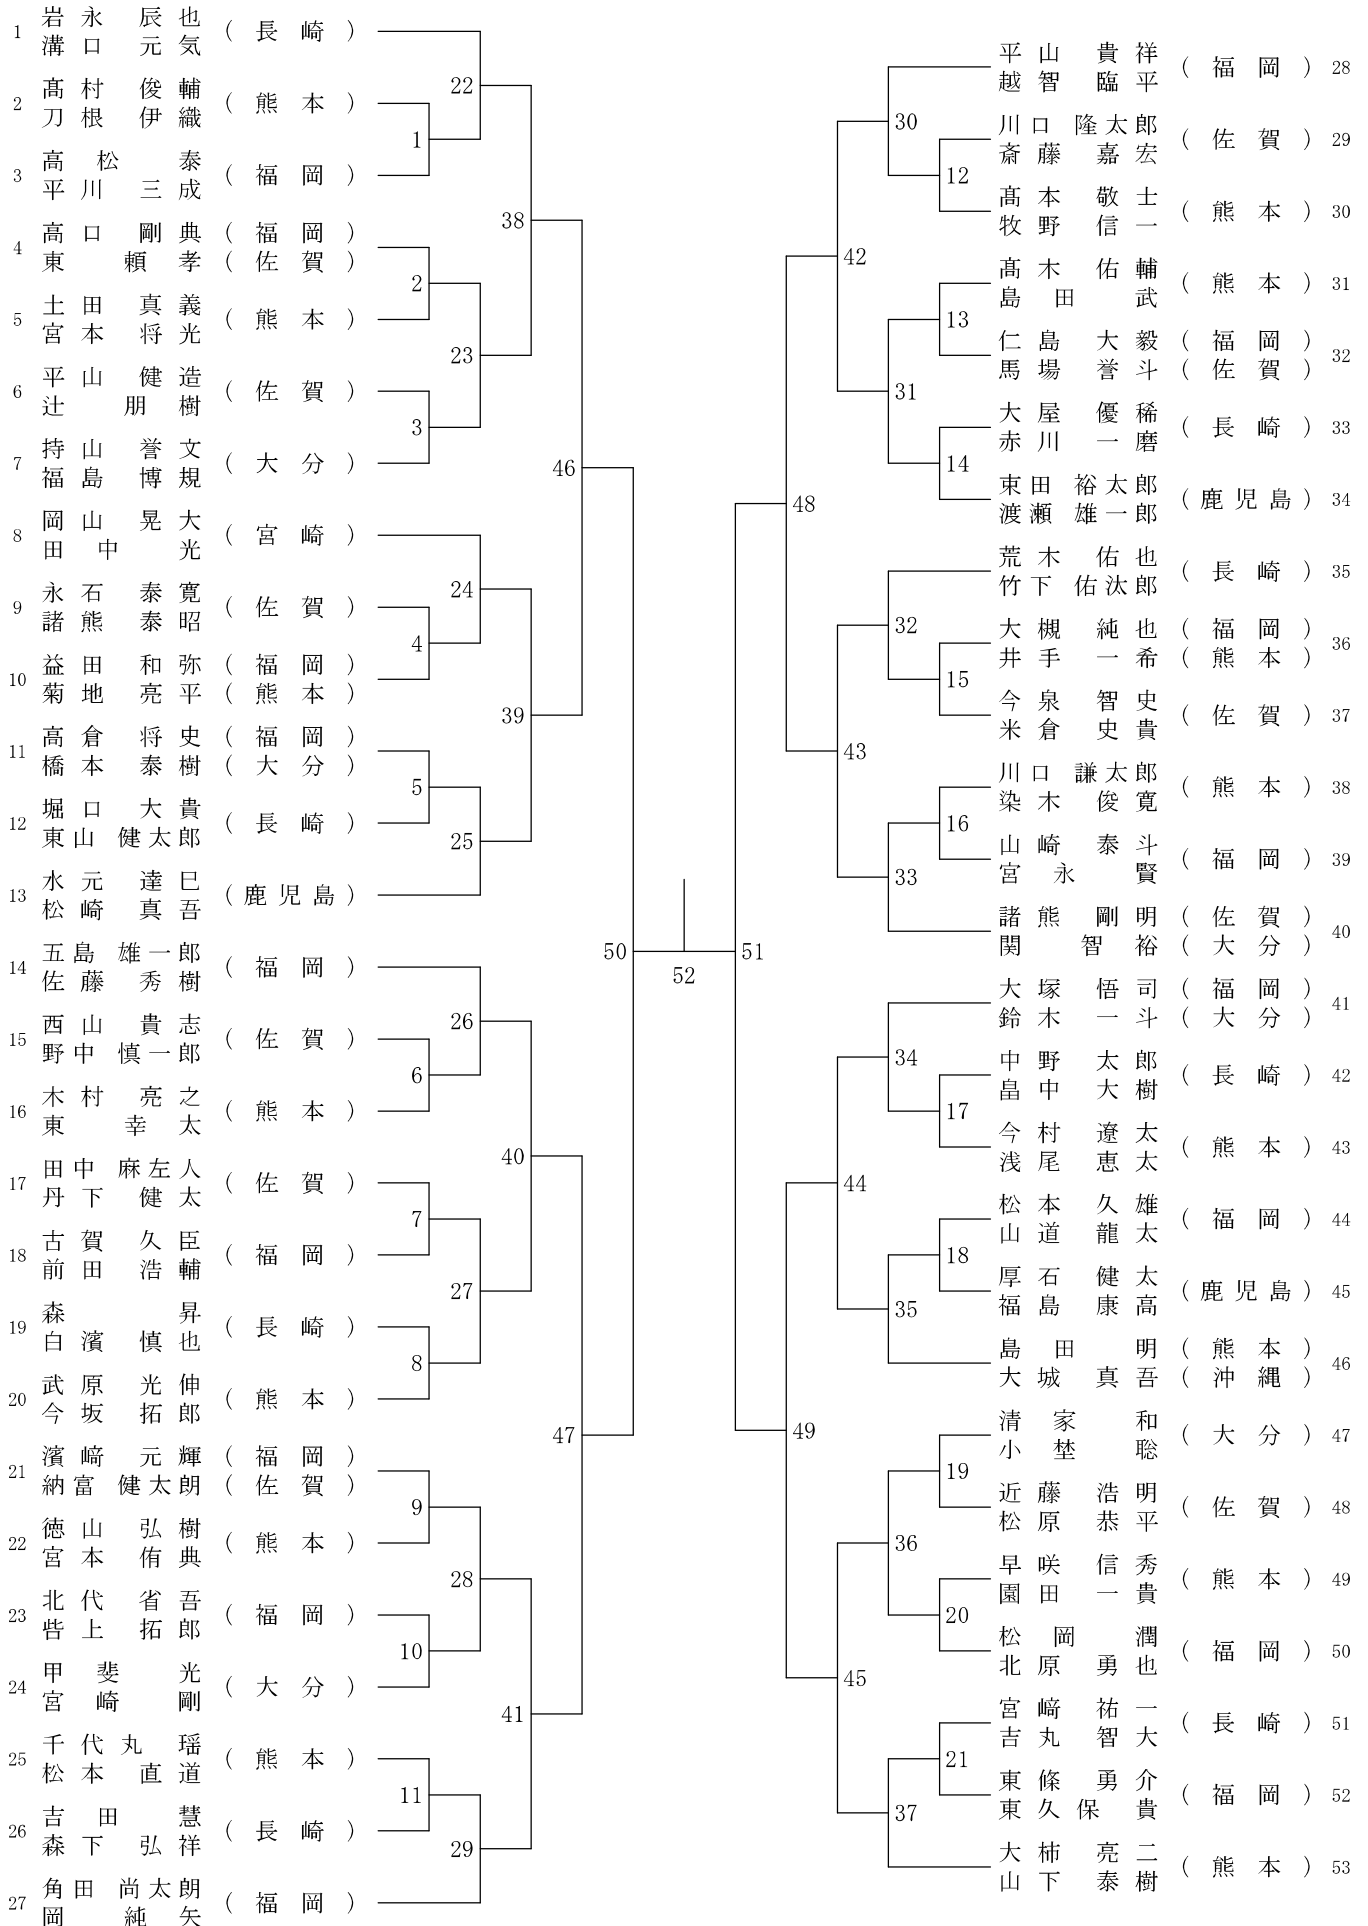 1 岩永 辰也 (長崎)
溝口 元気
2 髙村 俊輔 (熊本)
刀根 伊織
3 高松 泰 (福岡)
平川 三成
4 高口 剛典 (福岡)
東 頼孝 (佐賀)
5 土田 真義 (熊本)
宮本 将光
6 平山 健造 (佐賀)
辻 朋樹
7 持山 誉文 (大分)
福島 博規
8 岡山 晃大 (宮崎)
田中 光
9 永石 泰寛 (佐賀)
諸熊 泰昭
10 益田 和弥 (福岡)
菊地 亮平 (熊本)
11 高倉 将史 (福岡)
橋本 泰樹 (大分)
12 堀口 大貴 (長崎)
東山 健太郎
13 水元 達巳 (鹿児島)
松崎 真吾
14 五島 雄一郎 (福岡)
佐藤 秀樹
15 西山 貴志 (佐賀)
野中 慎一郎
16 木村 亮之 (熊本)
東 幸太
17 田中 麻左人 (佐賀)
丹下 健太
18 古賀 久臣 (福岡)
前田 浩輔
19 森 昇 (長崎)
白濱 慎也
20 武原 光伸 (熊本)
今坂 拓郎
21 濱﨑 元輝 (福岡)
納富 健太朗 (佐賀)
22 徳山 弘樹 (熊本)
宮本 侑典
23 北代 省吾 (福岡)
砦上 拓郎
24 甲斐 光 (大分)
宮崎 剛
25 千代丸 瑶 (熊本)
松本 直道
26 吉田 慧 (長崎)
森下 弘祥
27 角田 尚太朗 (福岡)
岡 純矢
1
2
3
4
5
6
7
8
9
10
11
22
23
24
25
26
27
28
29
38
39
40
41
46
47
50
52
51
48
49
42
43
44
45
30
31
32
33
34
35
36
37
12
13
14
15
16
17
18
19
20
21
平山 貴祥 (福岡) 28
越智 臨平
川口 隆太郎 (佐賀) 29
斎藤 嘉宏
髙本 敬士 (熊本) 30
牧野 信一
髙木 佑輔 (熊本) 31
島田 武
仁島 大毅 (福岡) 32
馬場 誉斗 (佐賀)
大屋 優稀 (長崎) 33
赤川 一磨
東田 裕太郎 (鹿児島) 34
渡瀬 雄一郎
荒木 佑也 (長崎) 35
竹下 佑汰郎
大槻 純也 (福岡) 36
井手 一希 (熊本)
今泉 智史 (佐賀) 37
米倉 史貴
川口 謙太郎 (熊本) 38
染木 俊寛
山崎 泰斗 (福岡) 39
宮永 賢
諸熊 剛明 (佐賀) 40
関 智裕 (大分)
大塚 悟司 (福岡) 41
鈴木 一斗 (大分)
中野 太郎 (長崎) 42
畠中 大樹
今村 遼太 (熊本) 43
浅尾 恵太
松本 久雄 (福岡) 44
山道 龍太
厚石 健太 (鹿児島) 45
福島 康高
島田 明 (熊本) 46
大城 真吾 (沖縄)
清家 和 (大分) 47
小埜 聡
近藤 浩明 (佐賀) 48
松原 恭平
早咲 信秀 (熊本) 49
園田 一貴
松岡 潤 (福岡) 50
北原 勇也
宮﨑 祐一 (長崎) 51
吉丸 智大
東條 勇介 (福岡) 52
東久保 貴
大柿 亮二 (熊本) 53
山下 泰樹